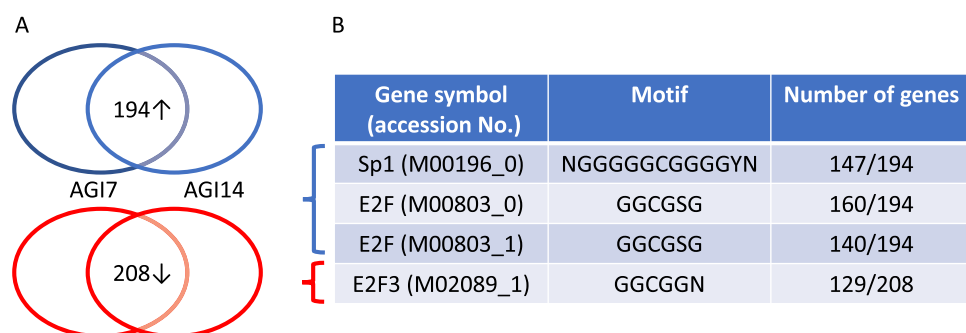 A
B
194↑
AGI7 AGI14
208↓
Gene symbol (accession No.) Motif Number of genes
Sp1 (M00196_0) NGGGGGCGGGGYN 147/194
E2F (M00803_0) GGCGSG 160/194
E2F (M00803_1) GGCGSG 140/194
E2F3 (M02089_1) GGCGGN 129/208